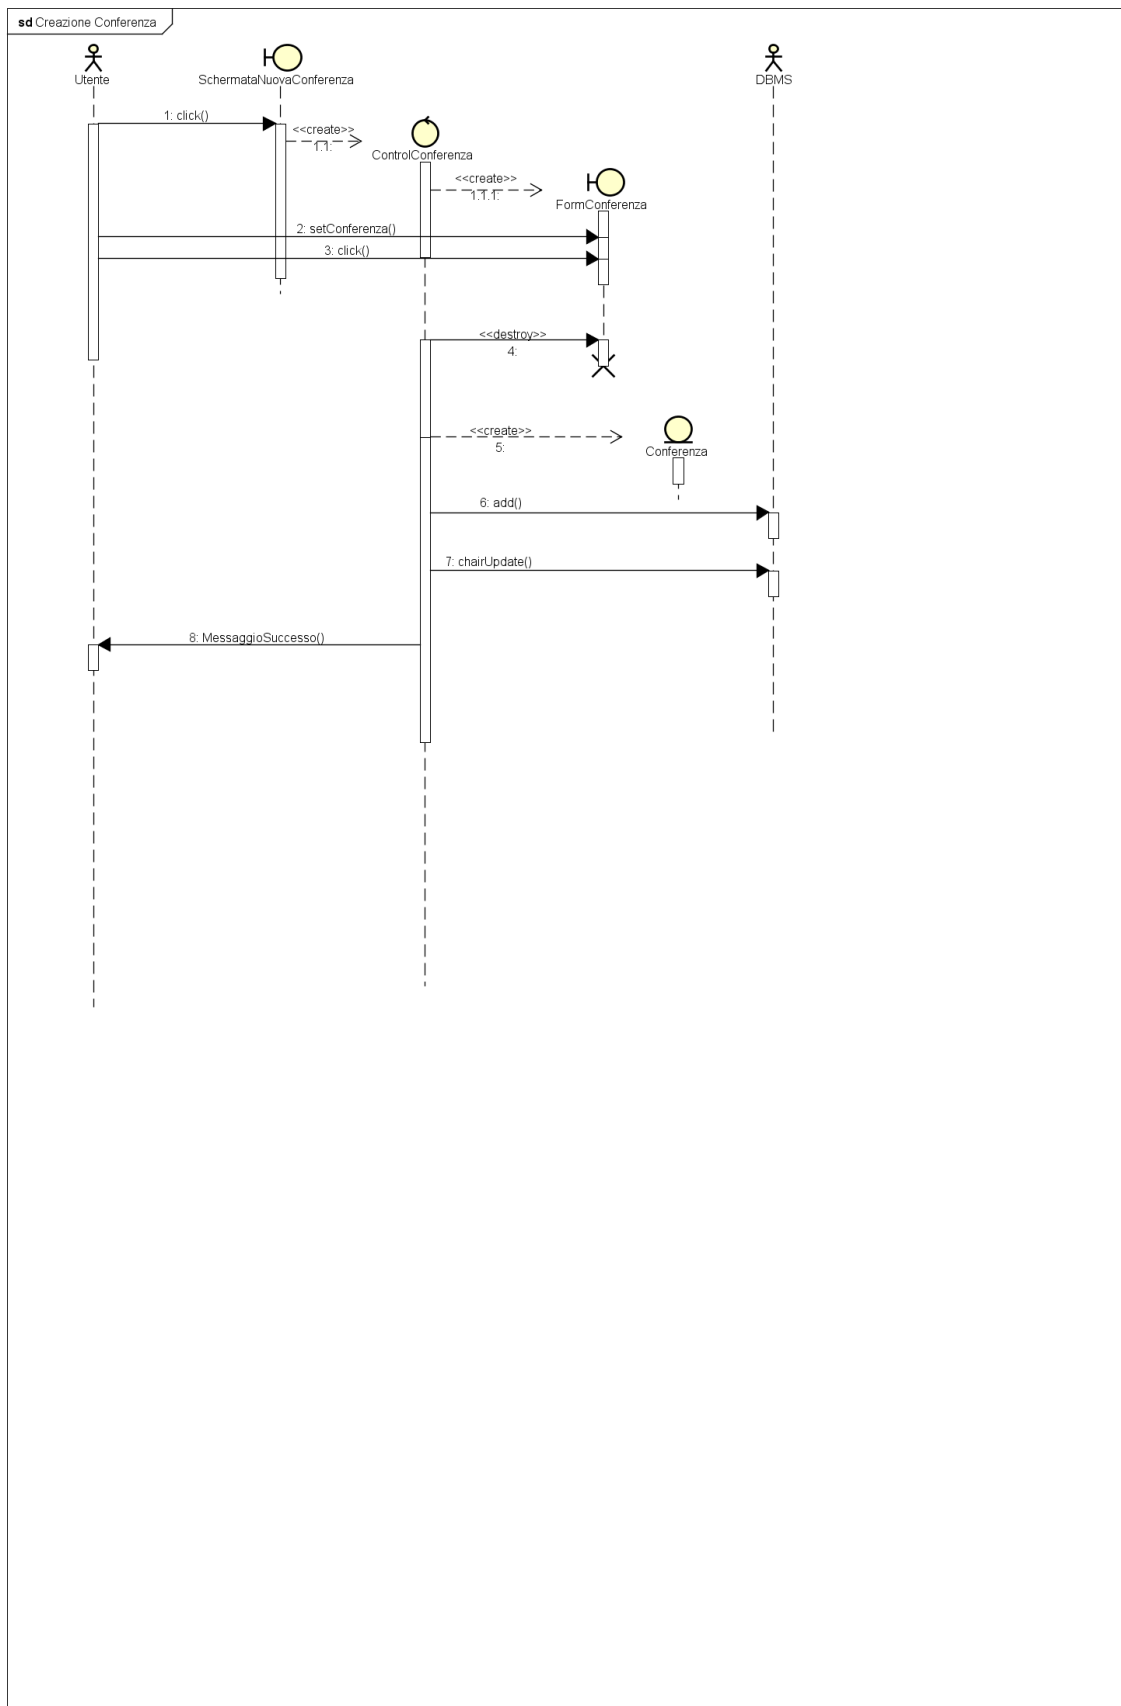 sd Creazione Conferenza
Utente
SchermataNuovaConferenza
DBMS
1: click()
<<create>>
1.1:
ControlConferenza
<<create>>
1.1.1:
FormConferenza
2: setConferenza()
3: click()
<<destroy>>
4:
<<create>>
5:
Conferenza
6: add()
7: chairUpdate()
8: MessaggioSuccesso()